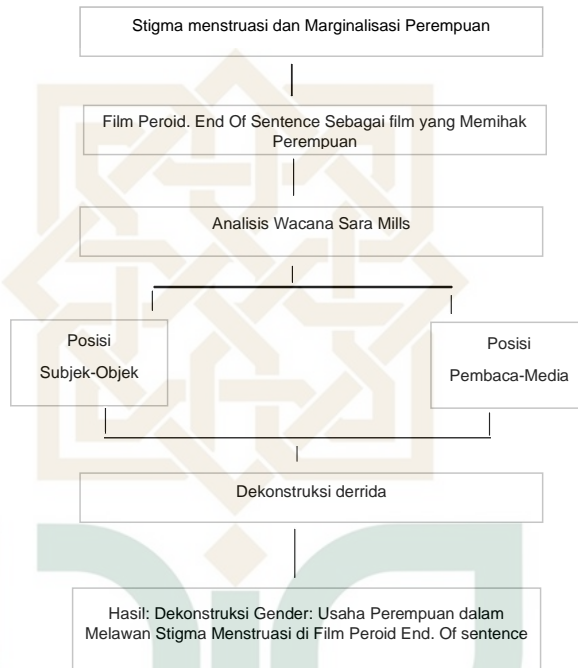 Stigma menstruasi dan Marginalisasi Perempuan
Film Peroid. End Of Sentence Sebagai film yang Memihak
Perempuan
Analisis Wacana Sara Mills
Posisi
Subjek-Objek
Posisi
Pembaca-Media
Dekonstruksi derrida
Hasil: Dekonstruksi Gender: Usaha Perempuan dalam
Melawan Stigma Menstruasi di Film Peroid End. Of sentence